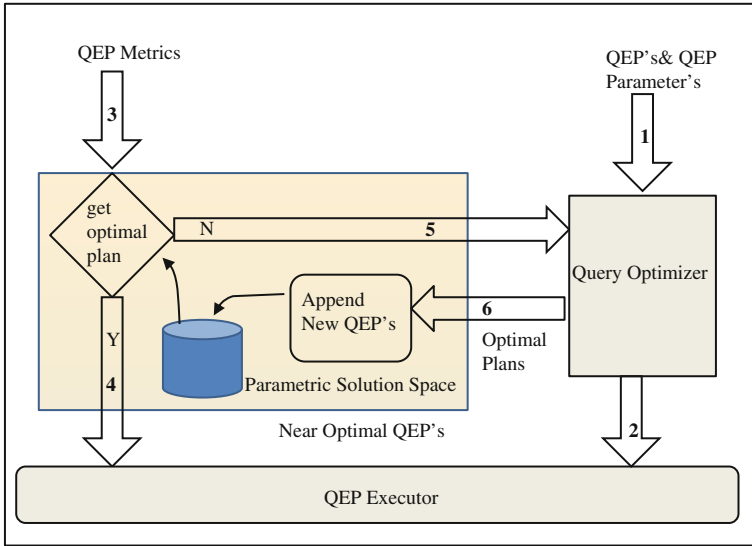 QEP Metrics
QEP's& QEP
Parameter's
3
1
get
optimal
plan
N
5
Query Optimizer
Append
New QEP's
6
Optimal
Plans
Y
4
Parametric Solution Space
2
Near Optimal QEP's
QEP Executor